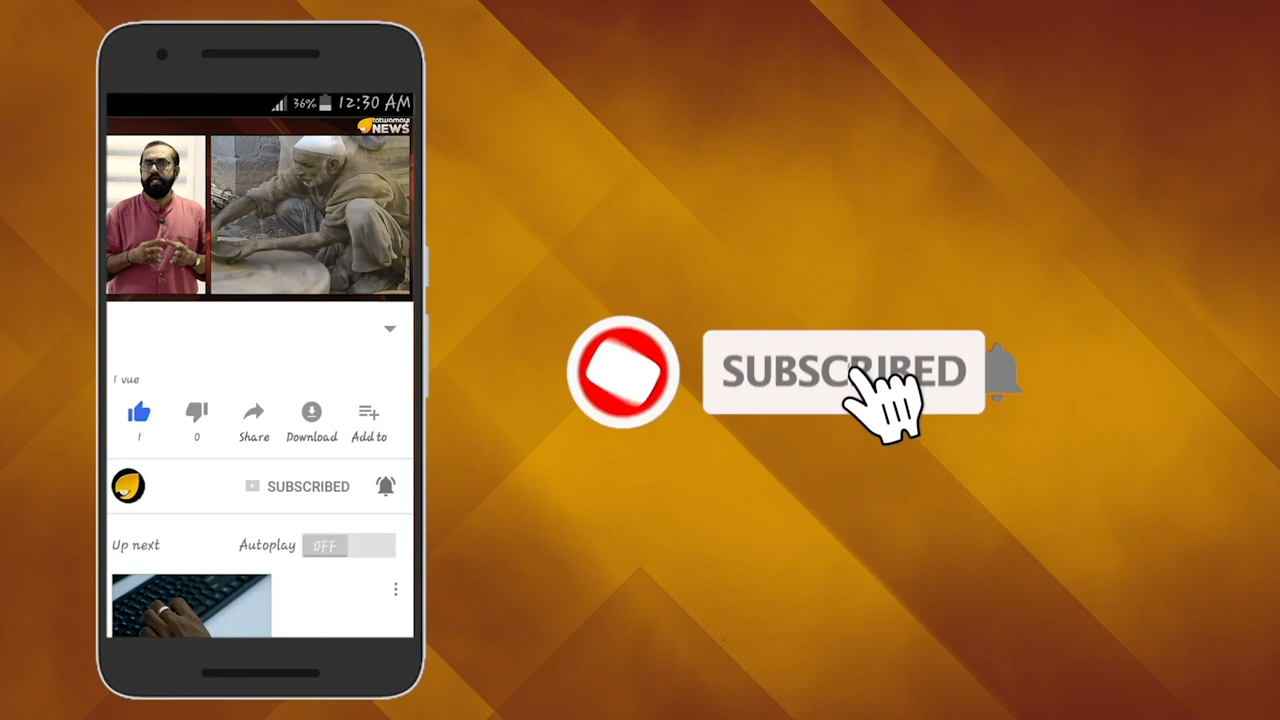 36% 12:30 AM
tatwamayi
NEWS
1 vue
1
0
Share
Download
Add to
SUBSCRIBED
Up next
Autoplay
OFF
SUBSCRIBED